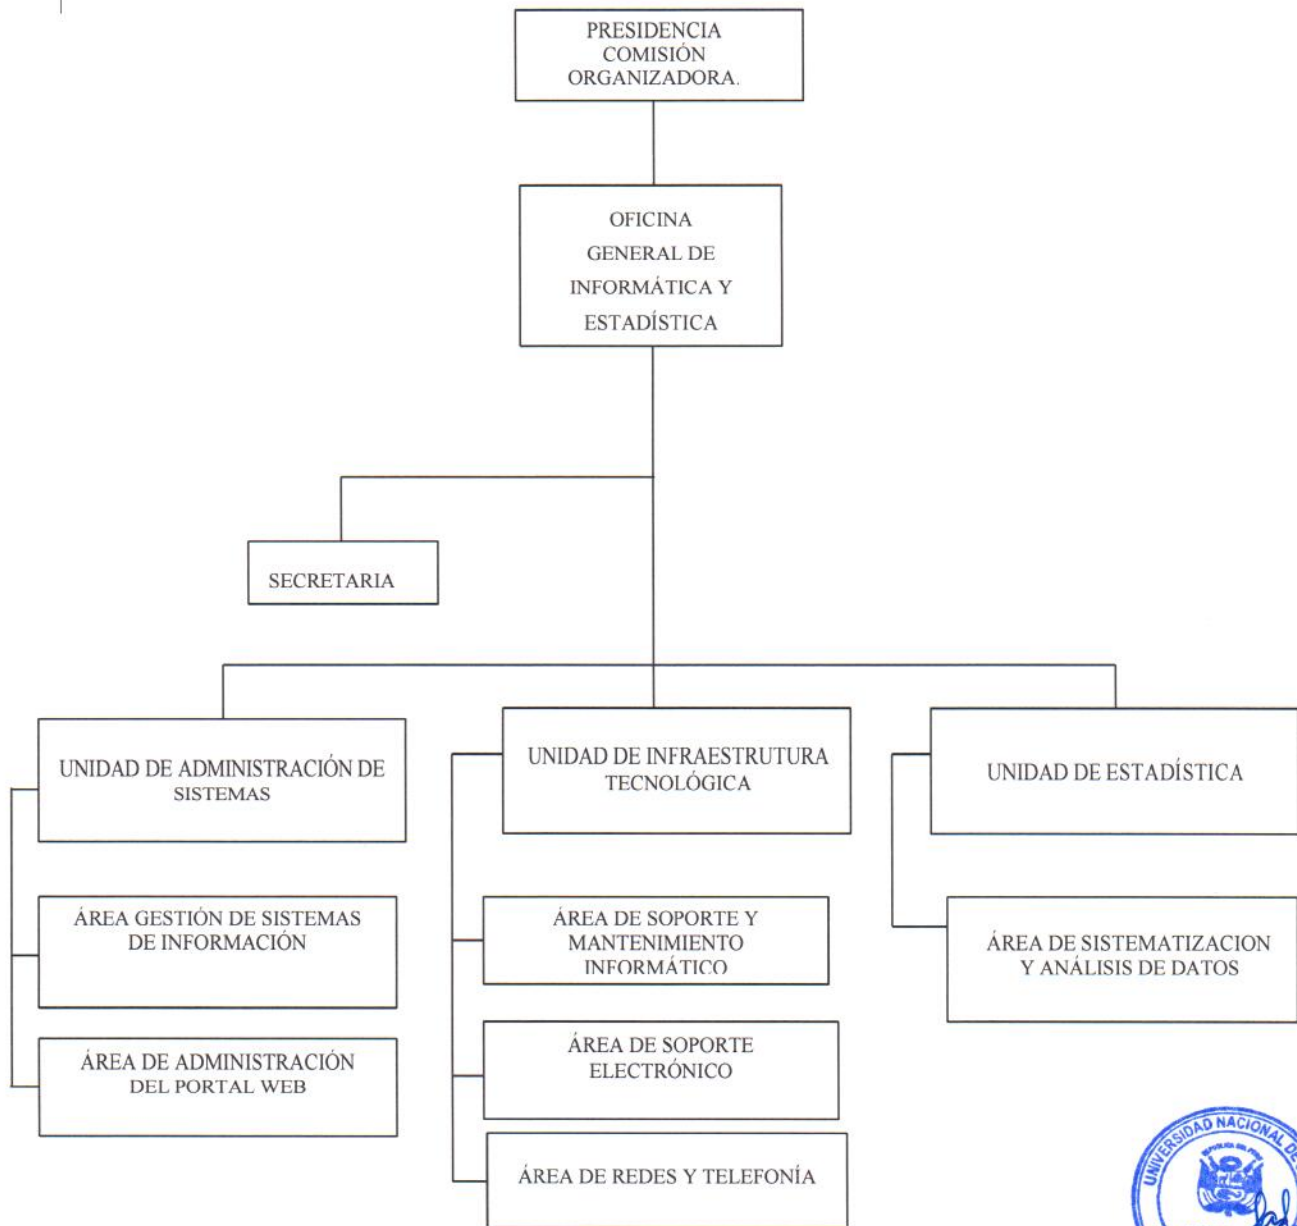 PRESIDENCIA
COMISIÓN
ORGANIZADORA.
OFICINA
GENERAL DE
INFORMÁTICA Y
ESTADÍSTICA
SECRETARIA
UNIDAD DE ADMINISTRACIÓN DE
SISTEMAS
ÁREA GESTIÓN DE SISTEMAS
DE INFORMACIÓN
ÁREA DE ADMINISTRACIÓN
DEL PORTAL WEB
UNIDAD DE INFRAESTRUTURA
TECNOLÓGICA
ÁREA DE SOPORTE Y
MANTENIMIENTO
INFORMÁTICO
ÁREA DE SOPORTE
ELECTRÓNICO
ÁREA DE REDES Y TELEFONÍA
UNIDAD DE ESTADÍSTICA
ÁREA DE SISTEMATIZACION
Y ANÁLISIS DE DATOS
UNIVERSIDAD NACIONAL DE